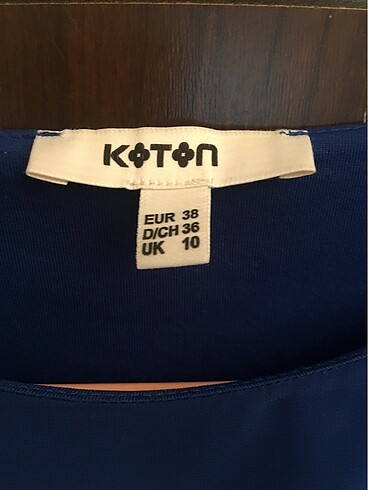 KOTON
EUR 38
D/CH 36
UK 10